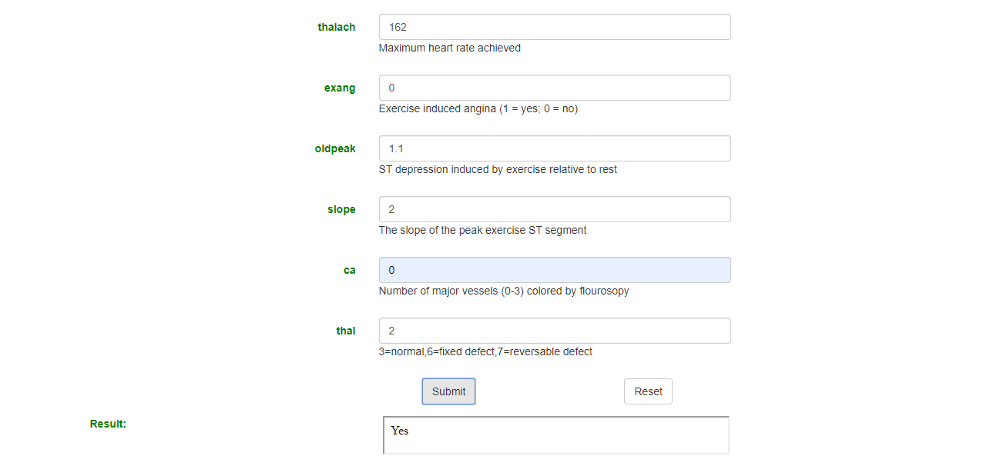 thalach 162
Maximum heart rate achieved
exang 0
Exercise induced angina (1 = yes; 0 = no)
oldpeak 1.1
ST depression induced by exercise relative to rest
slope 2
The slope of the peak exercise ST segment
ca 0
Number of major vessels (0-3) colored by flourosopy
thal 2
3=normal,6=fixed defect,7=reversable defect
Submit Reset
Result: Yes